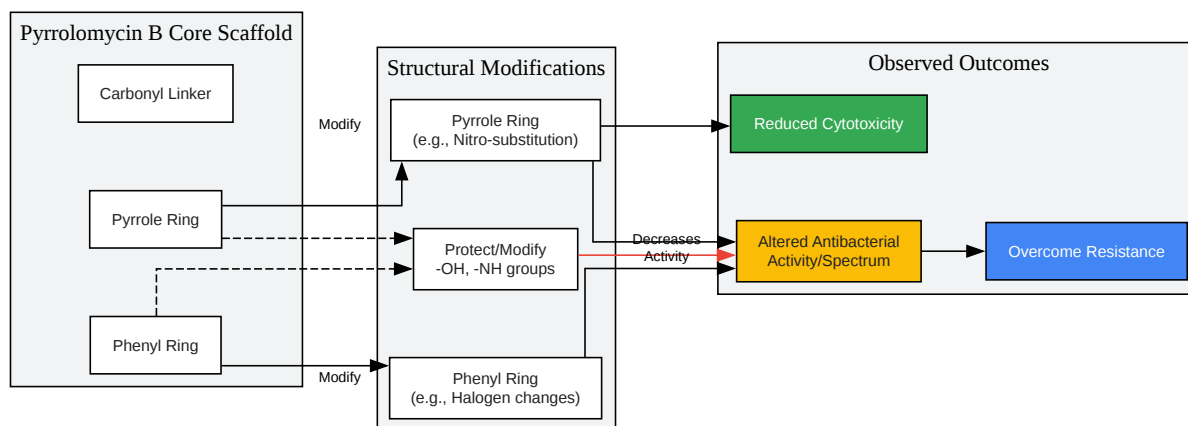 Pyrrolomycin B Core Scaffold
Carbonyl Linker
Pyrrole Ring
Phenyl Ring
Modify
Modify
Structural Modifications
Pyrrole Ring
(e.g., Nitro-substitution)
Protect/Modify
-OH, -NH groups
Phenyl Ring
(e.g., Halogen changes)
Decreases
Activity
Observed Outcomes
Reduced Cytotoxicity
Altered Antibacterial
Activity/Spectrum
Overcome Resistance